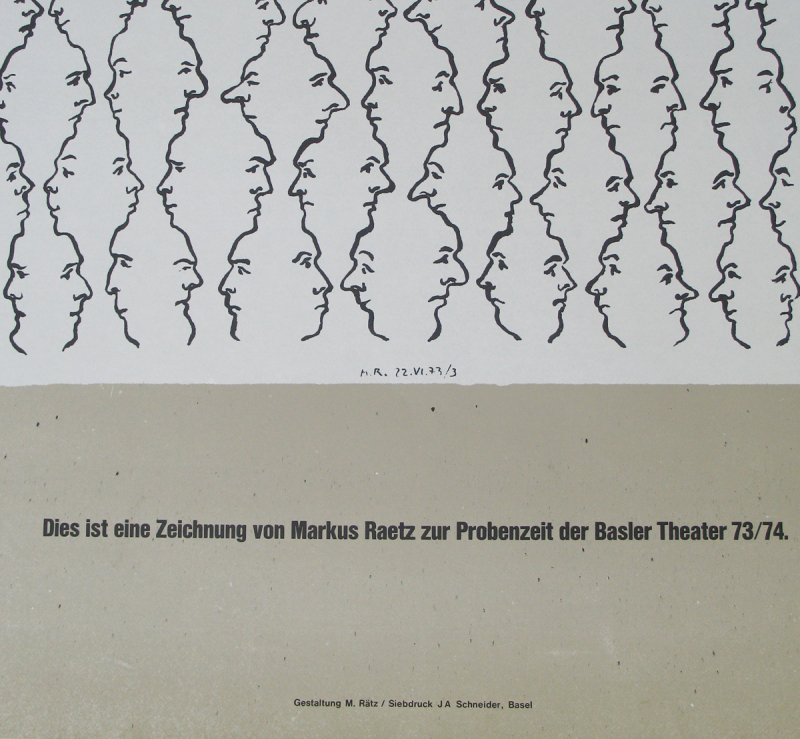 M.R. 22.VI.73/3
Dies ist eine Zeichnung von Markus Raetz zur Probenzeit der Basler Theater 73/74.
Gestaltung M. Rätz / Siebdruck JA Schneider, Basel